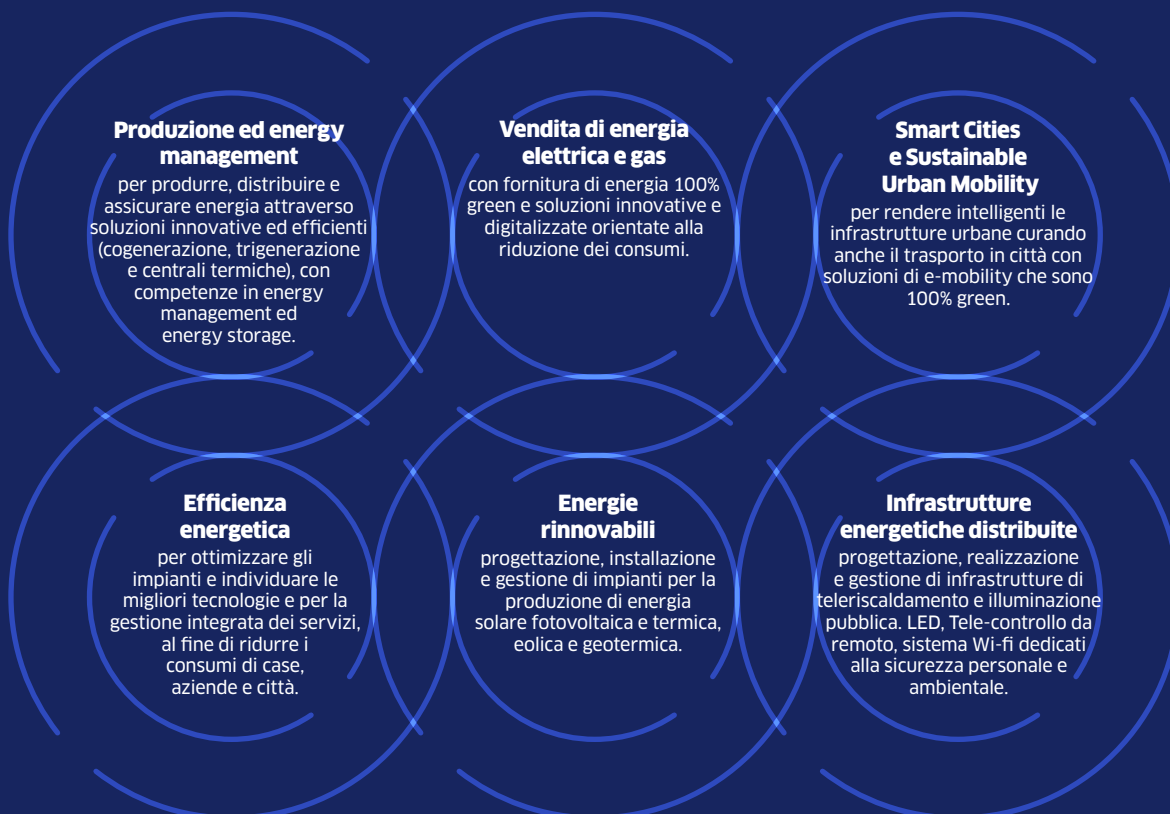 Produzione ed energy
management
per produrre, distribuire e
assicurare energia attraverso
soluzioni innovative ed efficienti
(cogenerazione, trigenerazione
e centrali termiche), con
competenze in energy
management ed
energy storage.
Vendita di energia
elettrica e gas
con fornitura di energia 100%
green e soluzioni innovative e
digitalizzate orientate alla
riduzione dei consumi.
Smart Cities
e Sustainable
Urban Mobility
per rendere intelligenti le
infrastrutture urbane curando
anche il trasporto in città con
soluzioni di e-mobility che sono
100% green.
Efficienza
energetica
per ottimizzare gli
impianti e individuare le
migliori tecnologie e per la
gestione integrata dei servizi,
al fine di ridurre i
consumi di case,
aziende e città.
Energie
rinnovabili
progettazione, installazione
e gestione di impianti per la
produzione di energia
solare fotovoltaica e termica,
eolica e geotermica.
Infrastrutture
energetiche distribuite
progettazione, realizzazione
e gestione di infrastrutture di
teleriscaldamento e illuminazione
pubblica. LED, Tele-controllo da
remoto, sistema Wi-fi dedicati
alla sicurezza personale e
ambientale.